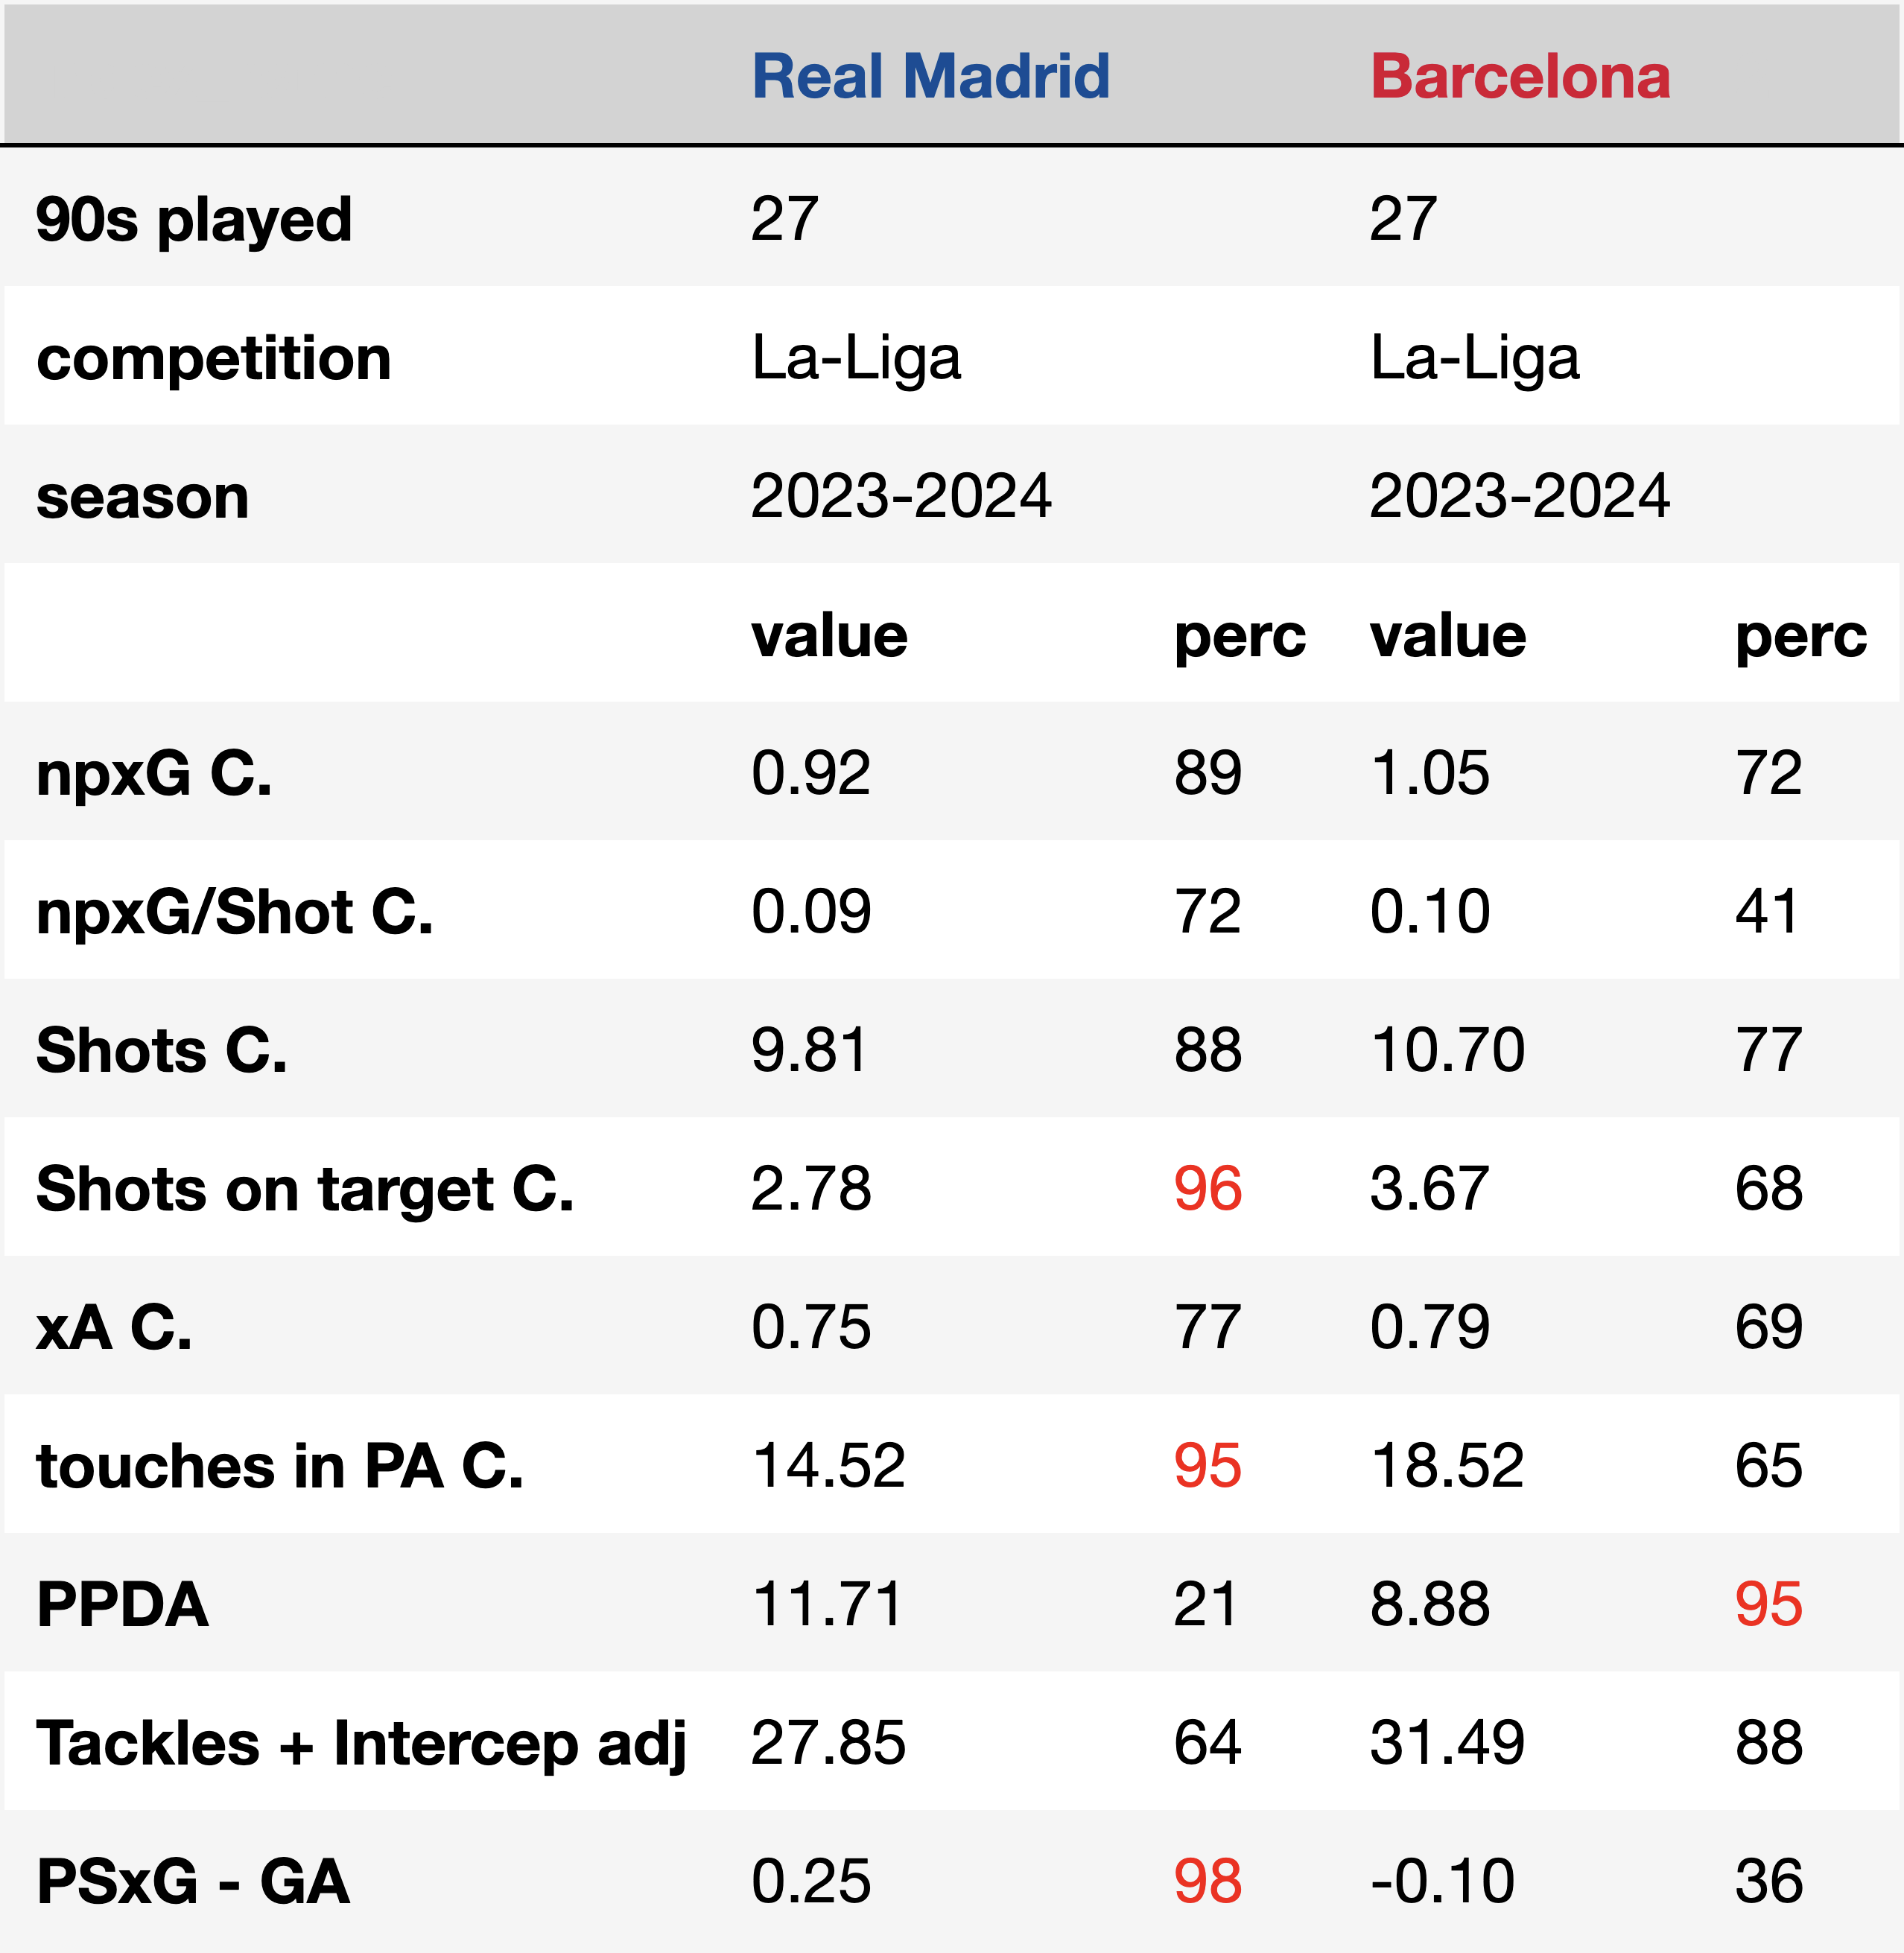 Real Madrid Barcelona
90s played 27 27
competition La-Liga La-Liga
season 2023-2024 2023-2024
value perc value perc
npxG C. 0.92 89 1.05 72
npxG/Shot C. 0.09 72 0.10 41
Shots C. 9.81 88 10.70 77
Shots on target C. 2.78 96 3.67 68
xA C. 0.75 77 0.79 69
touches in PA C. 14.52 95 18.52 65
PPDA 11.71 21 8.88 95
Tackles + Intercep adj 27.85 64 31.49 88
PSxG - GA 0.25 98 -0.10 36